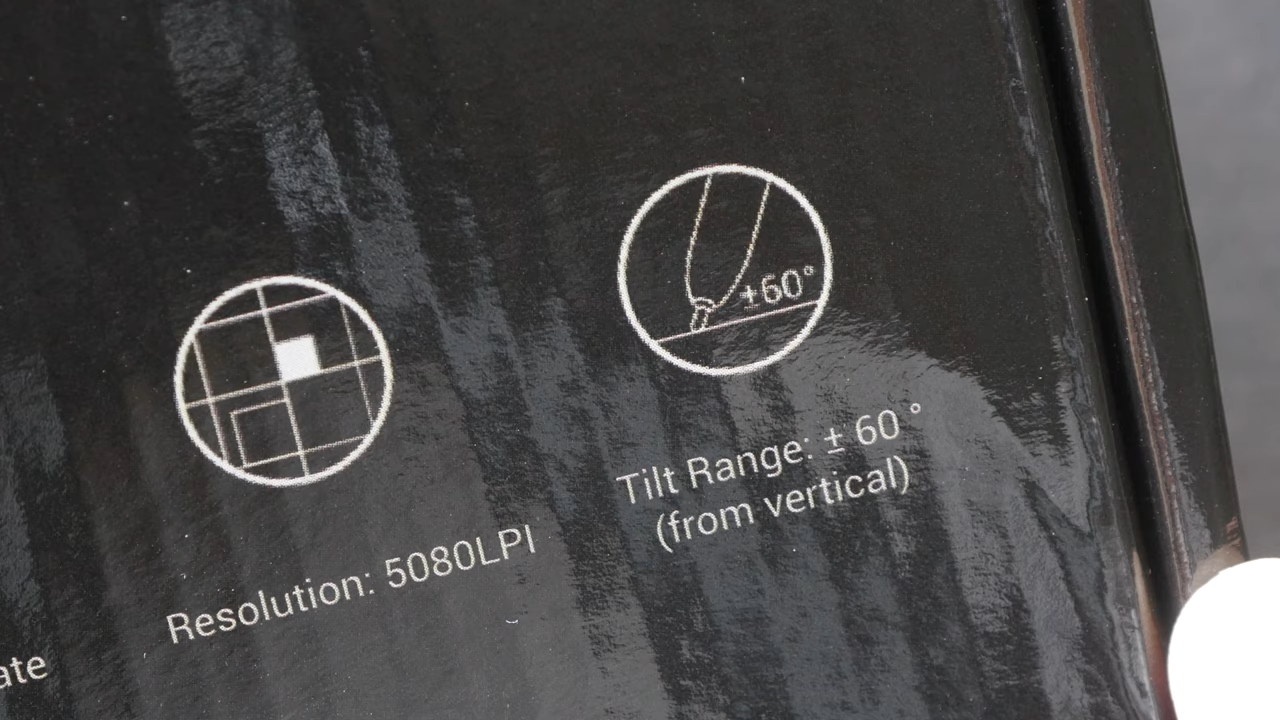 ±60°
Tilt Range: ± 60 °
(from vertical)
Resolution: 5080LPI
ate